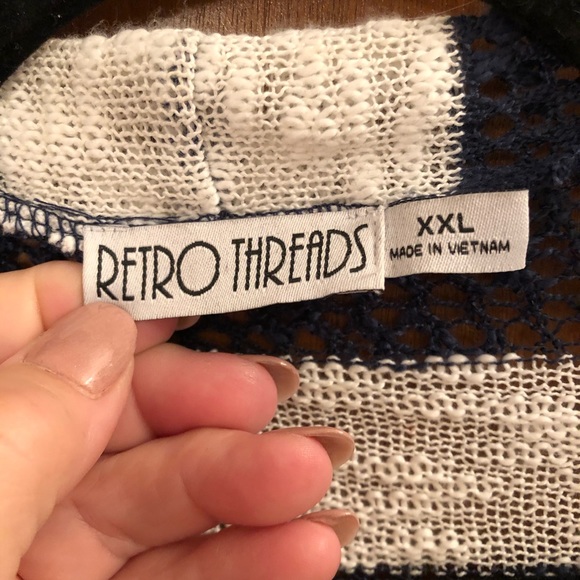 RETRO THREADS
XXL
MADE IN VIETNAM